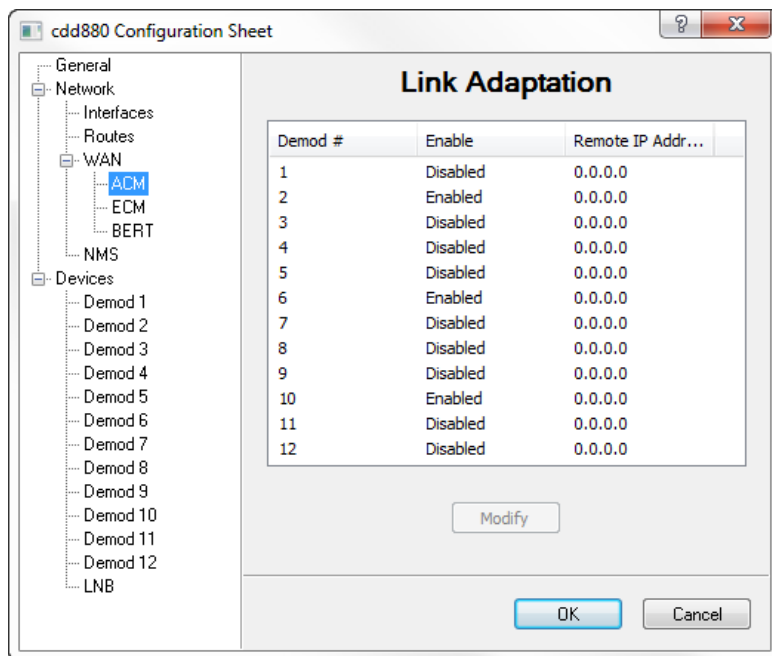 cdd880 Configuration Sheet
General
Network
Interfaces
Routes
WAN
ACM
ECM
BERT
NMS
Devices
Demod 1
Demod 2
Demod 3
Demod 4
Demod 5
Demod 6
Demod 7
Demod 8
Demod 9
Demod 10
Demod 11
Demod 12
LNB
Link Adaptation
Demod # Enable Remote IP Addr...
1 Disabled 0.0.0.0
2 Enabled 0.0.0.0
3 Disabled 0.0.0.0
4 Disabled 0.0.0.0
5 Disabled 0.0.0.0
6 Enabled 0.0.0.0
7 Disabled 0.0.0.0
8 Disabled 0.0.0.0
9 Disabled 0.0.0.0
10 Enabled 0.0.0.0
11 Disabled 0.0.0.0
12 Disabled 0.0.0.0
Modify
OK Cancel